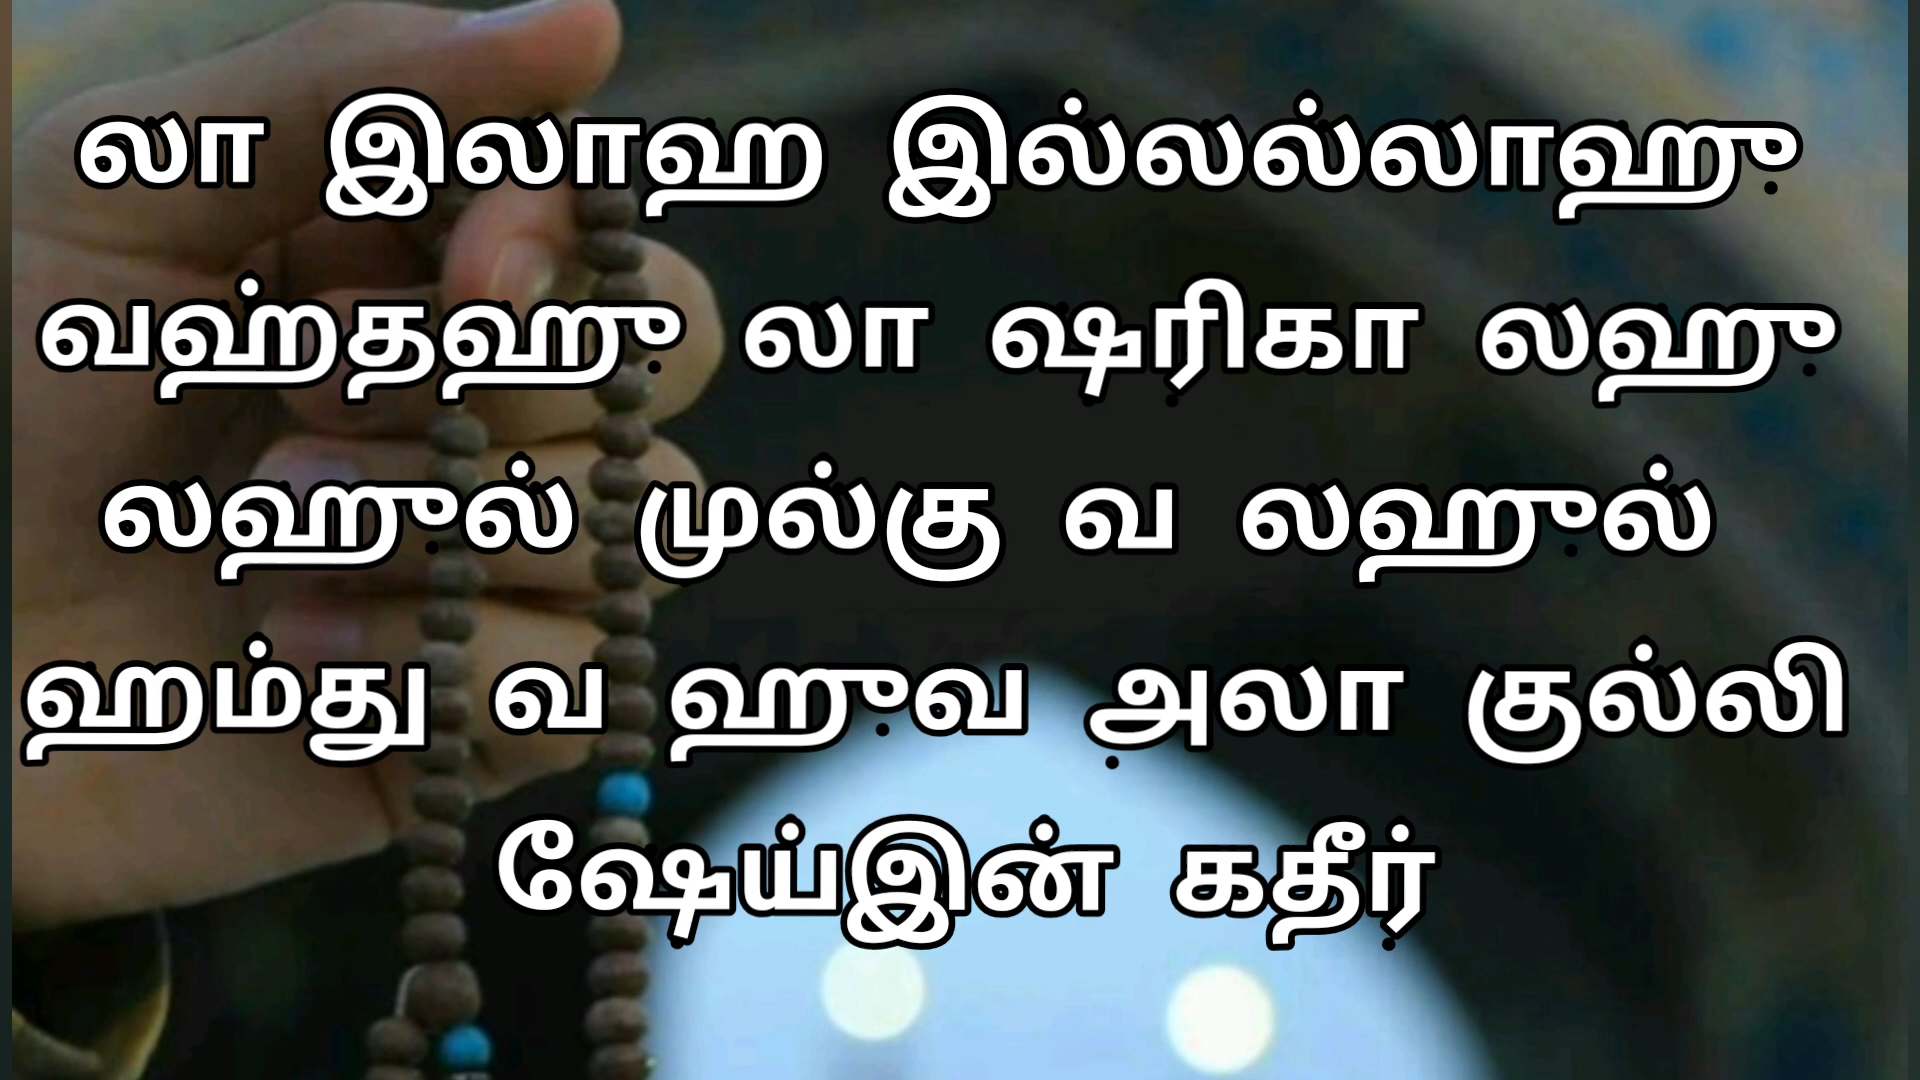 லா இலாஹ இல்லல்லாஹு
வஹ்தஹு லா ஷரிகா லஹு
லஹுல் முல்கு வ லஹுல்
ஹம்து வ ஹுவ அலா குல்லி
ஷேய்இன் கதீர்